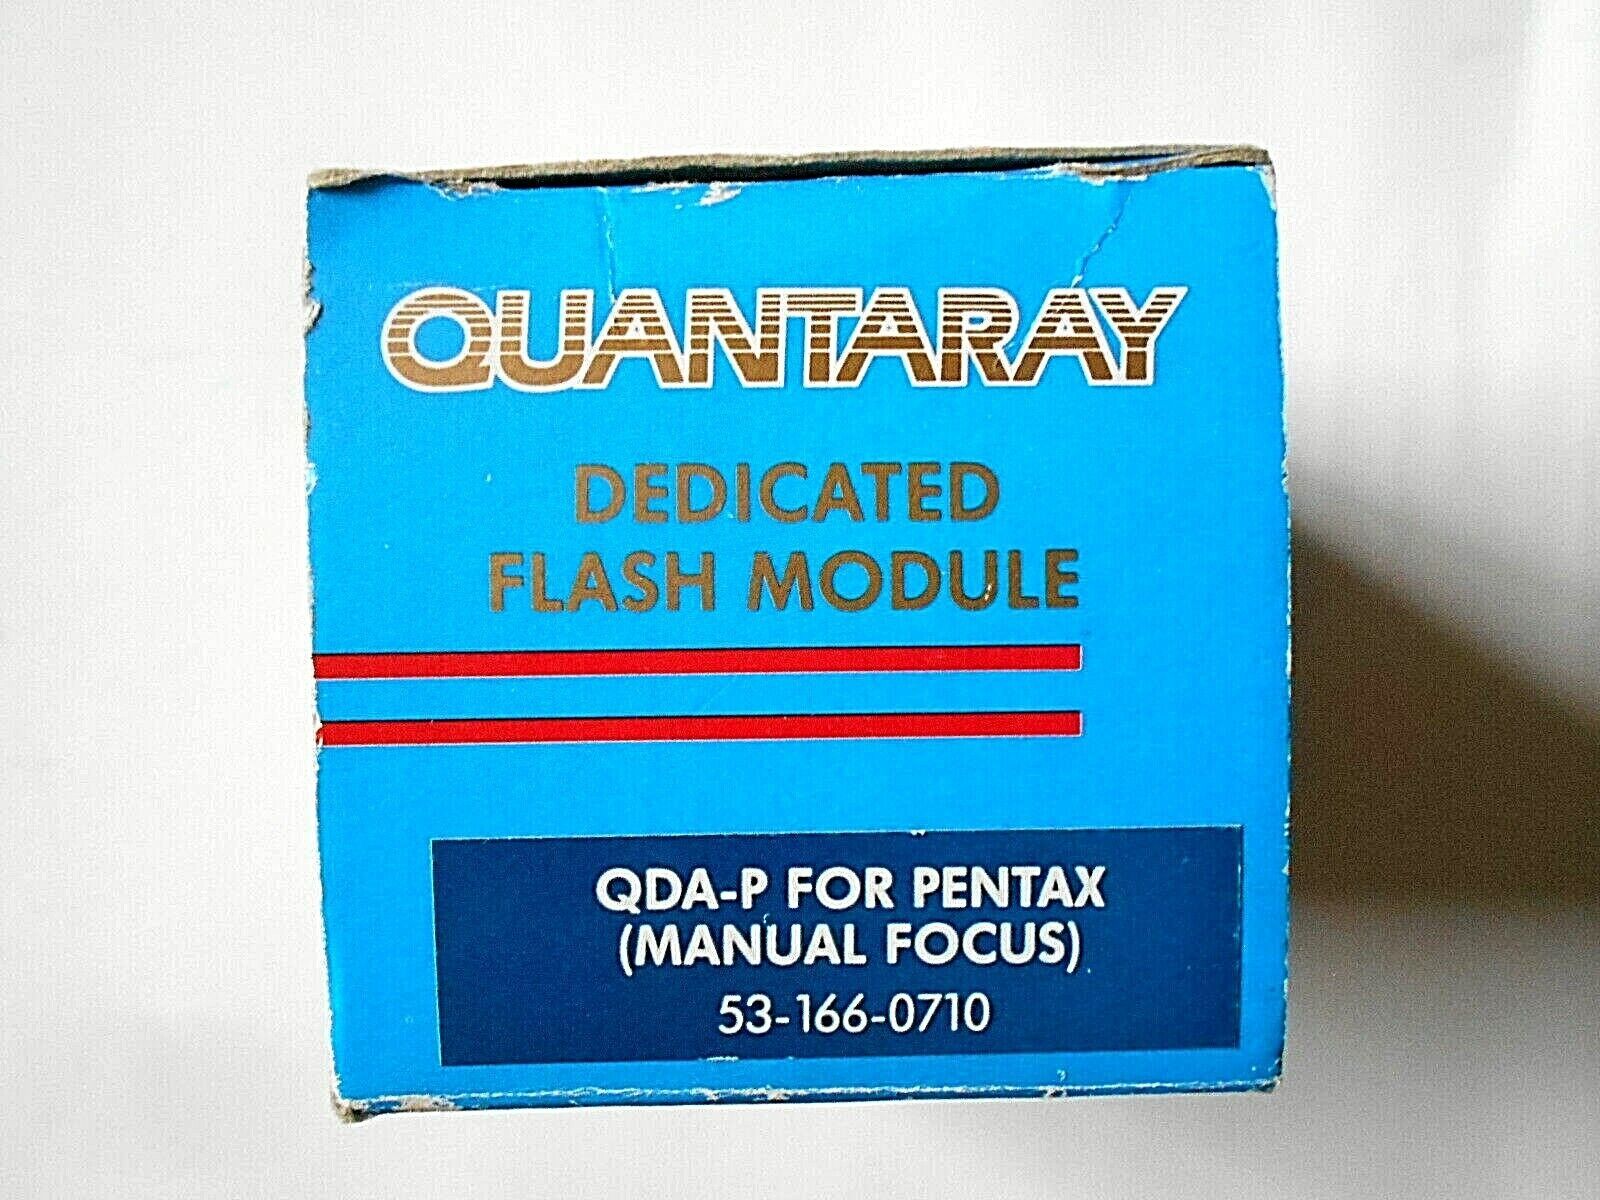 QUANTARAY
DEDICATED
FLASH MODULE
QDA-P FOR PENTAX
(MANUAL FOCUS)
53-166-0710